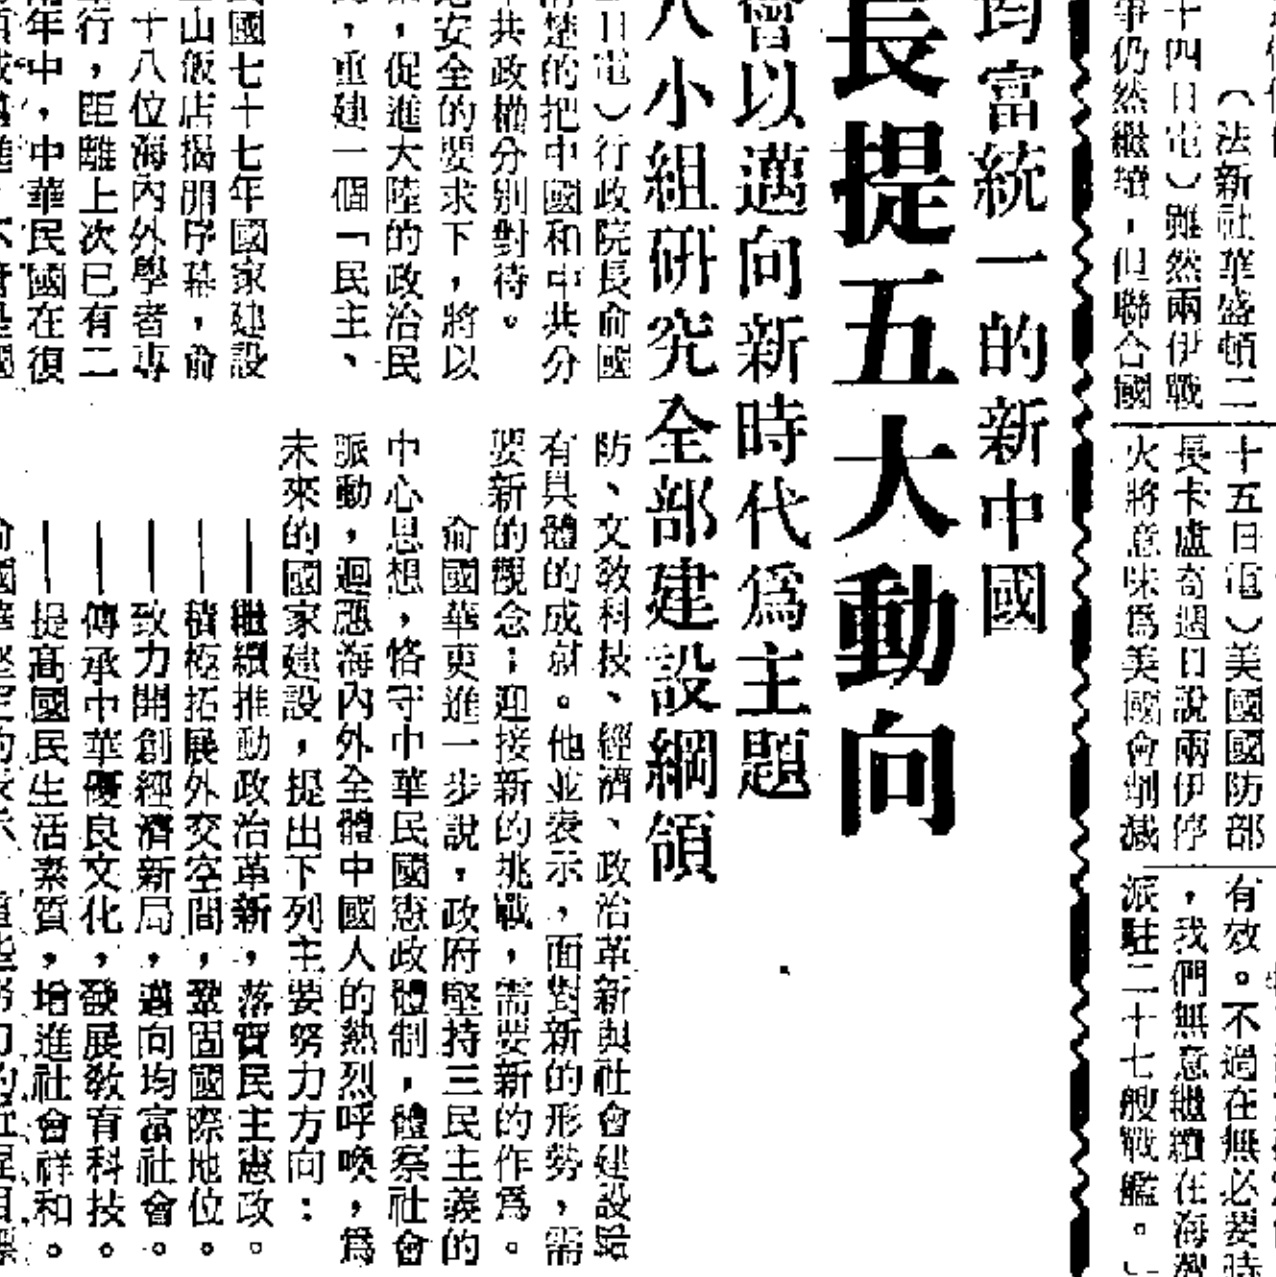 （法新社華盛頓二
十四日電）雖然兩伊戰
爭仍然繼續，但聯合國
十五日電）美國國防部
長卡盧奇週日說兩伊停
火將意味爲美國會削減
有效。不過在無必要時
，我們無意繼續在海灣
派駐二十七艘戰艦。
均富統一的新中國
長提五大動向
會以邁向新時代爲主題
八小組研究全部建設綱領
日電）行政院長俞國
清楚的把中國和中共分
中共政權分別對待。
安全的要求下，將以
，促進大陸的政治民
，重建一個「民主、
國七十七年國家建設
山飯店揭開序幕，俞
十八位海內外學者專
行，距離上次已有二
年中，中華民國在復
防、文教科技、經濟、政治革新與社會建設皆
有具體的成就。他並表示，面對新的形勢，需
要新的觀念；迎接新的挑戰，需要新的作爲。
俞國華更進一步說，政府堅持三民主義的
中心思想，恪守中華民國憲政體制，體察社會
脈動，迴應海內外全體中國人的熱烈呼喚，爲
未來的國家建設，提出下列主要努力方向：
——繼續推動政治革新，落實民主憲政。
——積極拓展外交空間，鞏固國際地位。
——致力開創經濟新局，邁向均富社會。
——傳承中華優良文化，發展教育科技。
——提高國民生活素質，增進社會祥和。